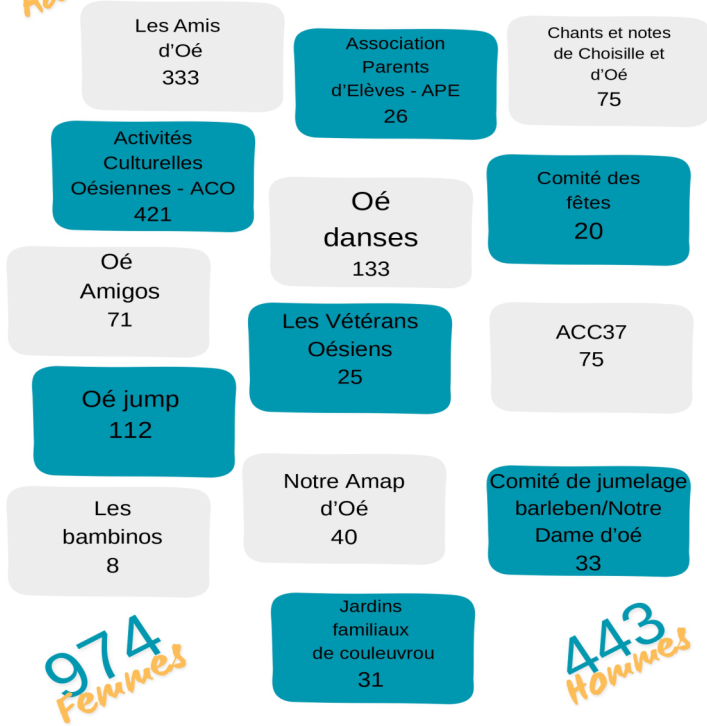 Les Amis
d'Oé
333
Association
Parents
d'Elèves - APE
26
Chants et notes
de Choisille et
d'Oé
75
Activités
Culturelles
Oésiennes - ACO
421
Oé
danses
133
Comité des
fêtes
20
Oé
Amigos
71
Les Vétérans
Oésiens
25
ACC37
75
Oé jump
112
Notre Amap
d'Oé
40
Comité de jumelage
barleben/Notre
Dame d'oé
33
Les
bambinos
8
Jardins
familiaux
de couleuvrou
31
974
Femmes
443
Hommes